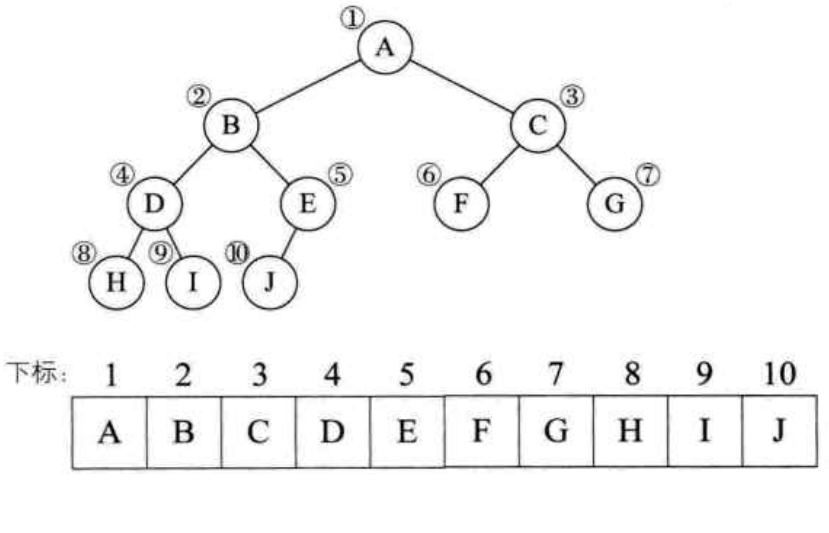 ① A
② B ③ C
④ D ⑤ E ⑥ F ⑦ G
⑧ H ⑨ I ⑩ J
下标: 1 2 3 4 5 6 7 8 9 10
A B C D E F G H I J